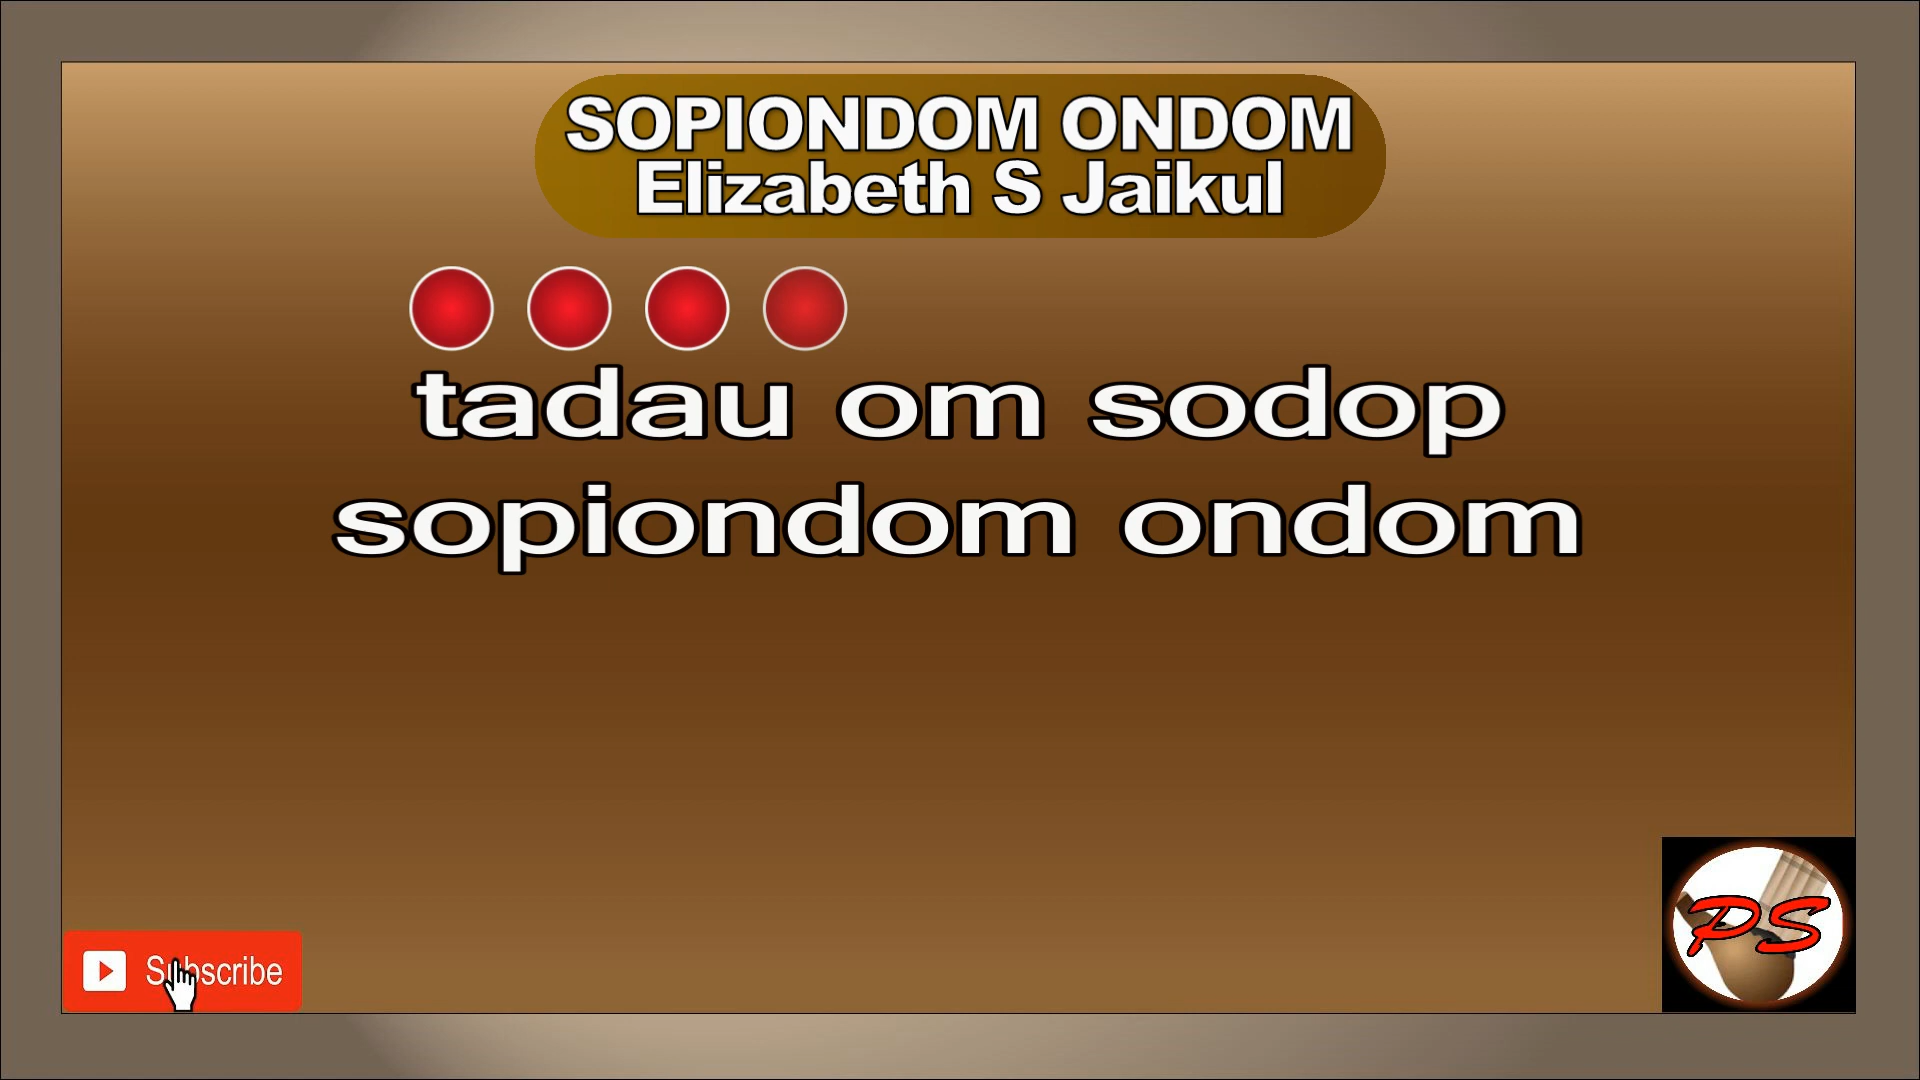 SOPIONDOM ONDOM
Elizabeth S Jaikul
tadau om sodop
sopiondom ondom
Subscribe
PS